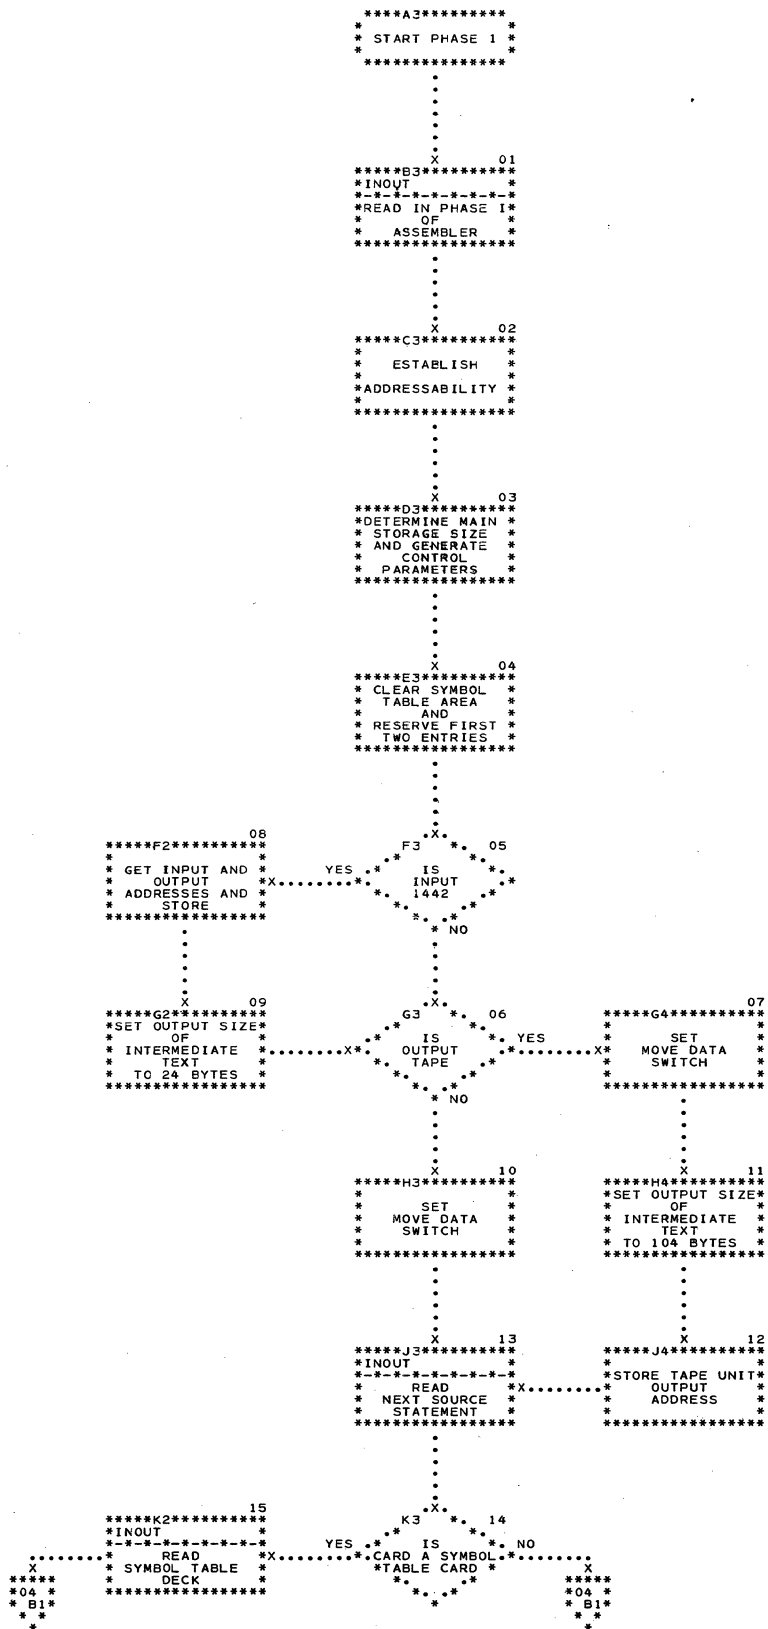 A3
START PHASE 1
01
B3
INOUT
READ IN PHASE I
OF
ASSEMBLER
02
C3
ESTABLISH
ADDRESSABILITY
03
D3
DETERMINE MAIN
STORAGE SIZE
AND GENERATE
CONTROL
PARAMETERS
04
E3
CLEAR SYMBOL
TABLE AREA
AND
RESERVE FIRST
TWO ENTRIES
08
F2
GET INPUT AND
OUTPUT
ADDRESSES AND
STORE
YES
F3
05
IS
INPUT
1442
NO
09
G2
SET OUTPUT SIZE
OF
INTERMEDIATE
TEXT
TO 24 BYTES
G3
06
IS
OUTPUT
TAPE
YES
NO
07
G4
SET
MOVE DATA
SWITCH
10
H3
SET
MOVE DATA
SWITCH
11
H4
SET OUTPUT SIZE
OF
INTERMEDIATE
TEXT
TO 104 BYTES
13
J3
INOUT
READ
NEXT SOURCE
STATEMENT
12
J4
STORE TAPE UNIT
OUTPUT
ADDRESS
15
K2
INOUT
READ
SYMBOL TABLE
DECK
YES
K3
14
IS
CARD A SYMBOL
TABLE CARD
NO
04
B1
04
B1